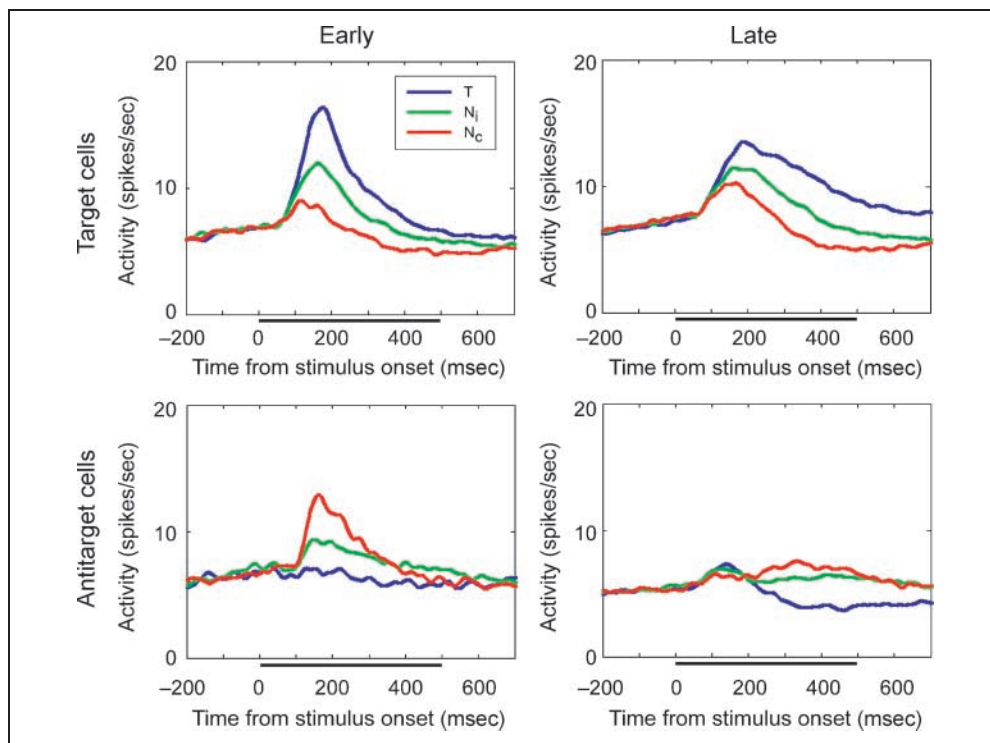 Early
Late
Target cells
Activity (spikes/sec)
20
10
0
T
Ni
Nc
–200 0 200 400 600
Time from stimulus onset (msec)
Activity (spikes/sec)
20
10
0
–200 0 200 400 600
Time from stimulus onset (msec)
Antitarget cells
Activity (spikes/sec)
20
10
0
–200 0 200 400 600
Time from stimulus onset (msec)
Activity (spikes/sec)
20
10
0
–200 0 200 400 600
Time from stimulus onset (msec)